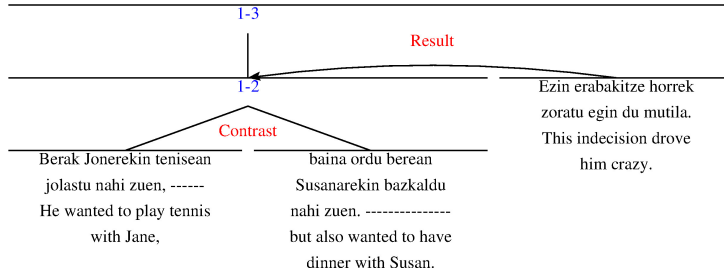 1-3
Result
1-2
Contrast
Berak Jonerekin tenisean
jolastu nahi zuen, ------
He wanted to play tennis
with Jane,
baina ordu berean
Susanarekin bazkaldu
nahi zuen. ---------------
but also wanted to have
dinner with Susan.
Ezin erabakitze horrek
zoratu egin du mutila.
This indecision drove
him crazy.